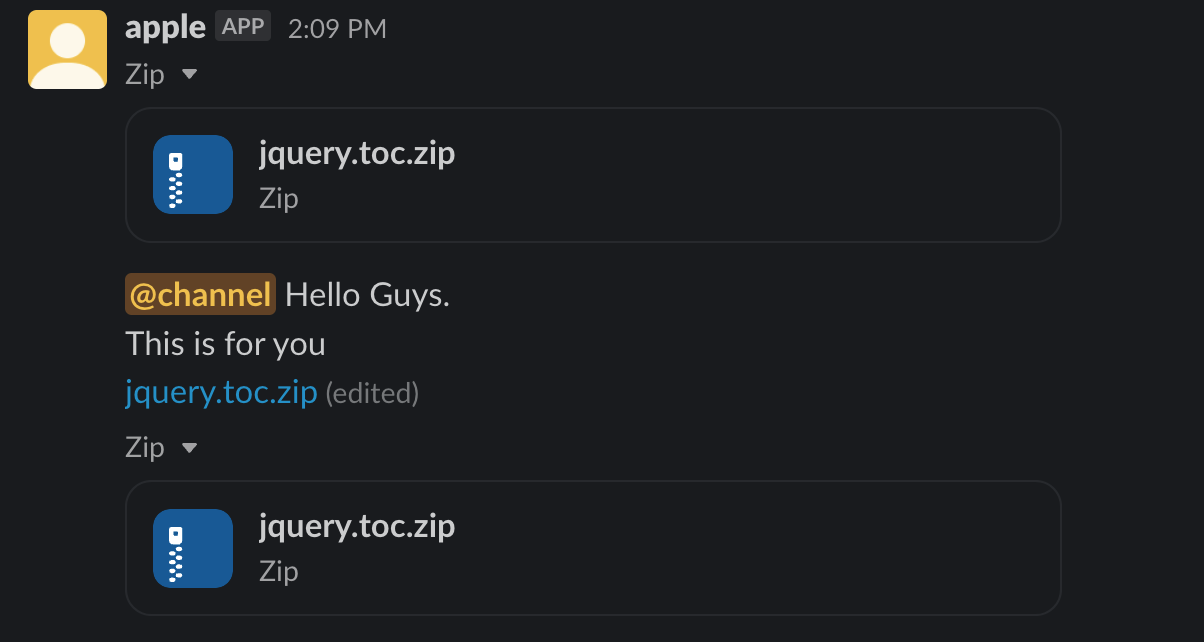 apple APP 2:09 PM
Zip
jquery.toc.zip
Zip
@channel Hello Guys.
This is for you
jquery.toc.zip (edited)
Zip
jquery.toc.zip
Zip